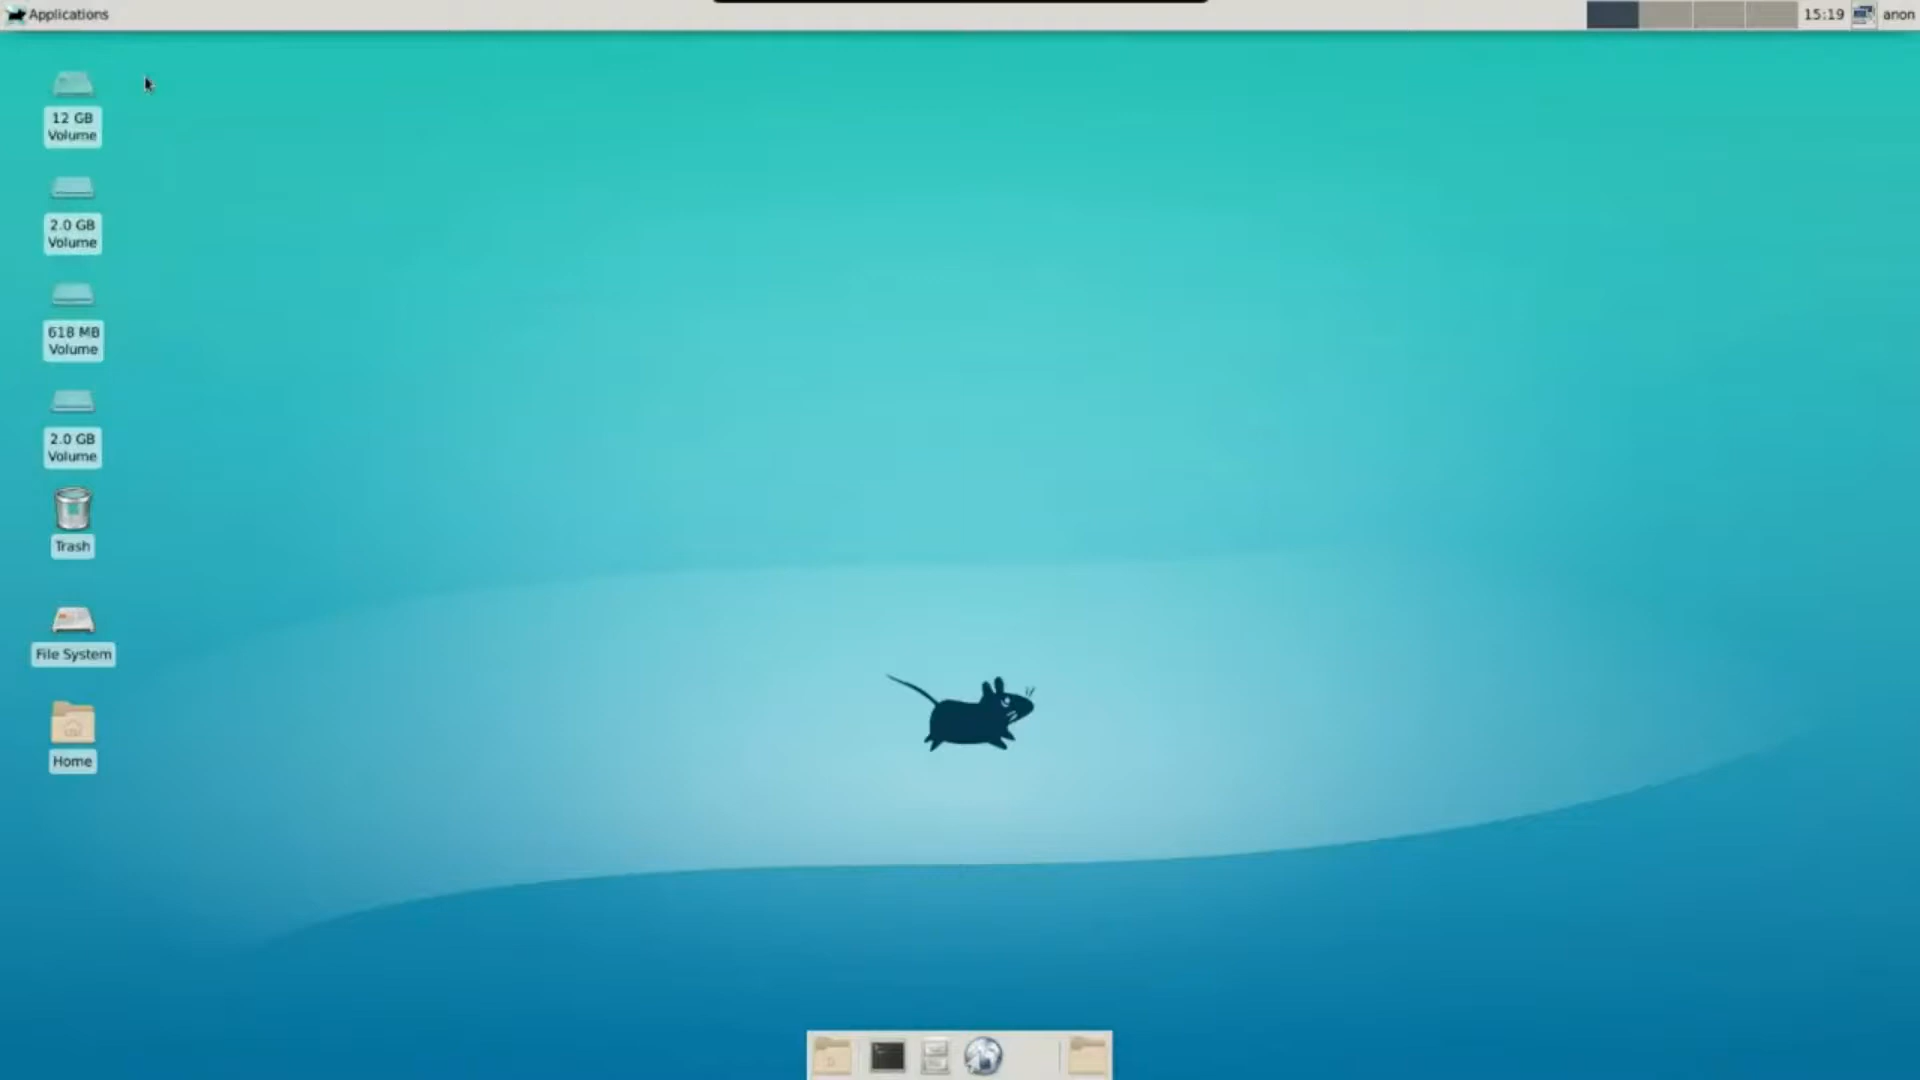 Applications
15:19
anon
12 GB
Volume
2.0 GB
Volume
618 MB
Volume
2.0 GB
Volume
Trash
File System
Home